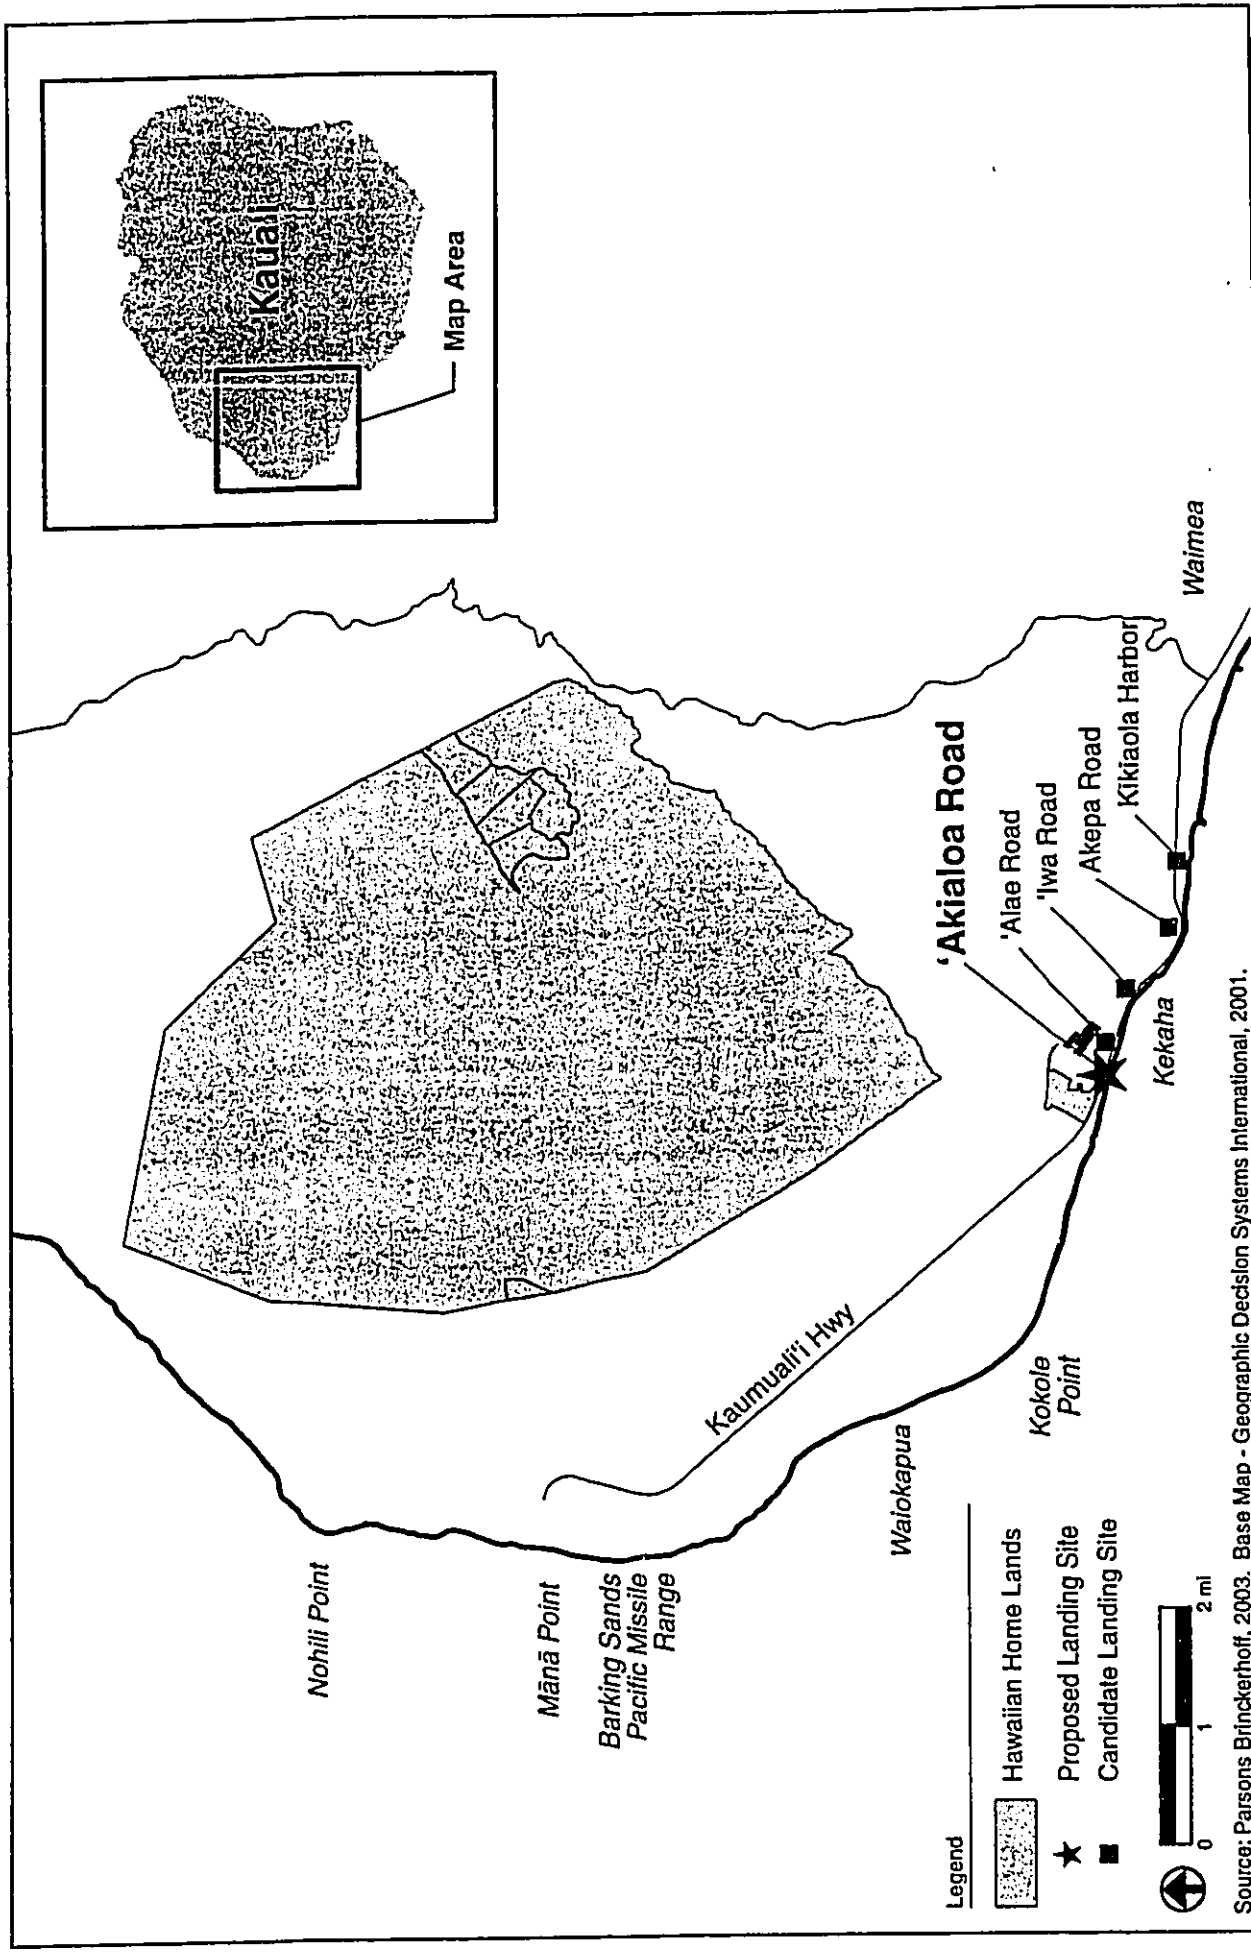 'Kauaii
Map Area
Nohili Point
Mānā Point
Barking Sands
Pacific Missile
Range
Kaumuali'i Hwy
Waiokapua
Kokole
Point
'Akialoa Road
'Alae Road
'Iwa Road
Akepa Road
Kikiaola Harbor
Waimea
Kekaha
Legend
Hawaiian Home Lands
Proposed Landing Site
Candidate Landing Site
0 1 2 mi
Source: Parsons Brinckerhoff, 2003. Base Map - Geographic Decision Systems International, 2001.